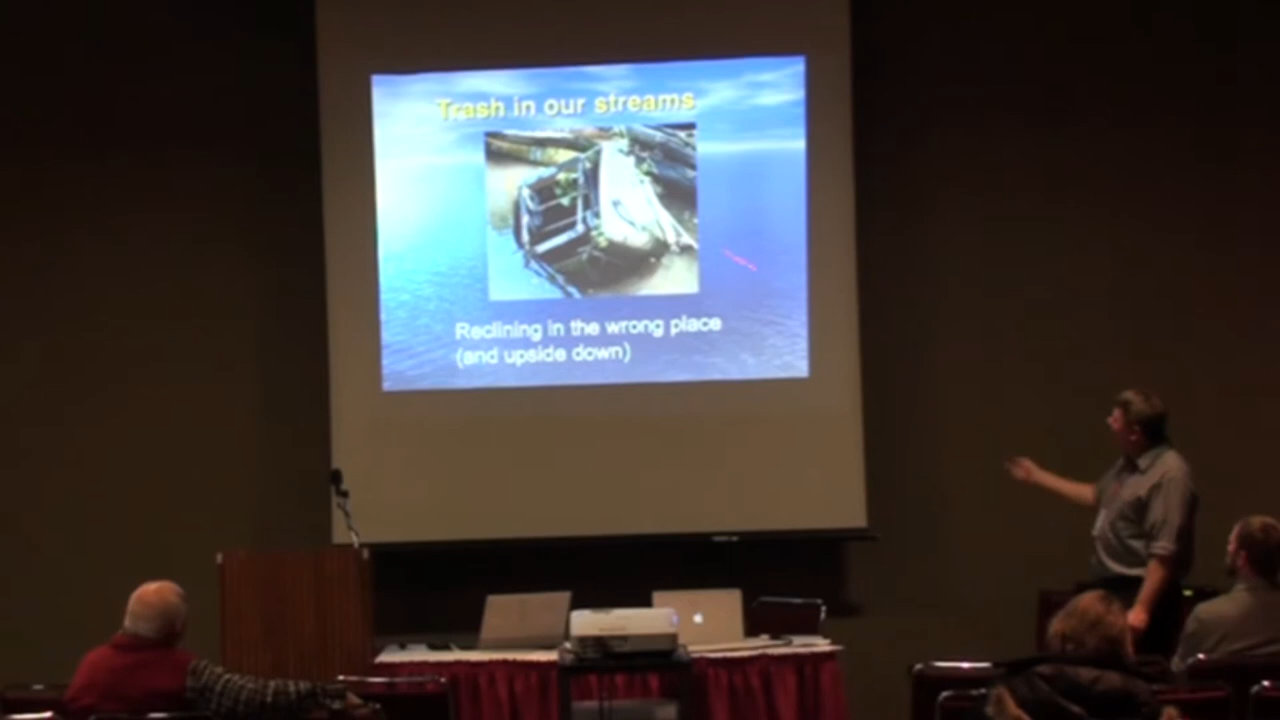 Trash in our streams
Reclining in the wrong place
(and upside down)